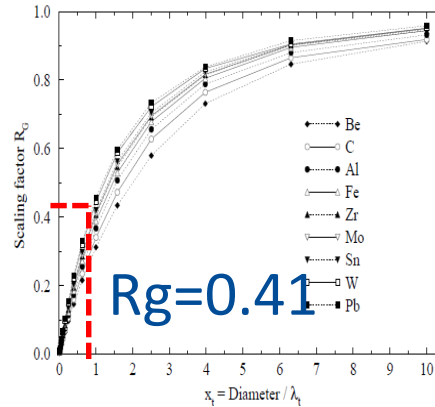 1.0
0.8
0.6
0.4
0.2
0.0
Scaling factor R_G
Be
C
Al
Fe
Zr
Mo
Sn
W
Pb
Rg=0.41
0 1 2 3 4 5 6 7 8 9 10
x_t = Diameter / λ_t